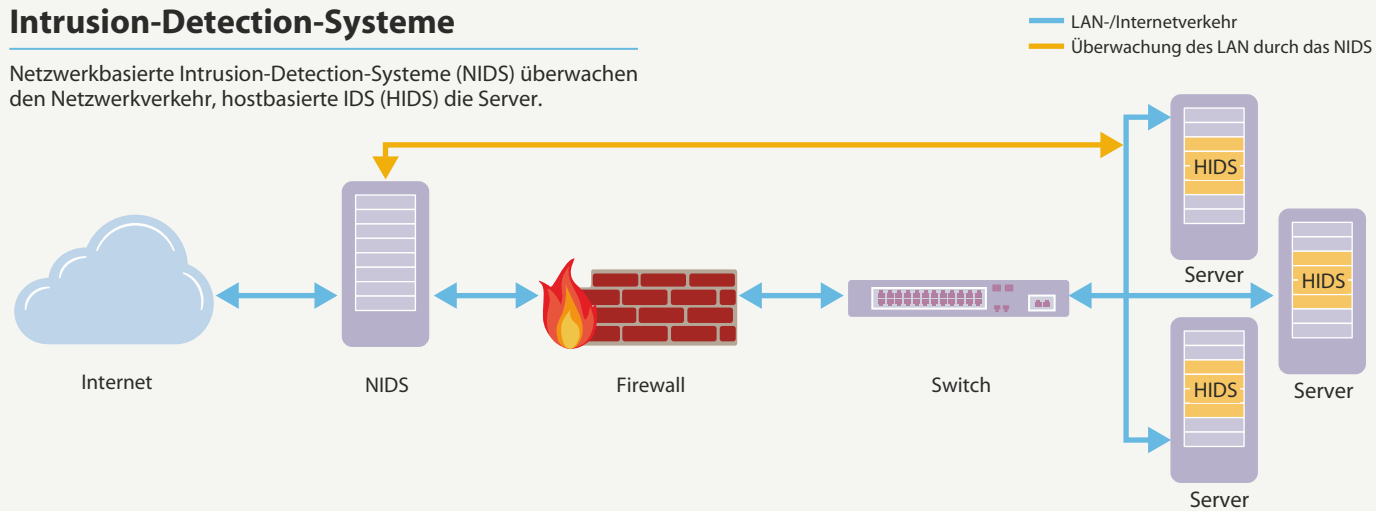 Intrusion-Detection-Systeme
Netzwerkbasierte Intrusion-Detection-Systeme (NIDS) überwachen
den Netzwerkverkehr, hostbasierte IDS (HIDS) die Server.
LAN-/Internetverkehr
Überwachung des LAN durch das NIDS
Internet
NIDS
Firewall
Switch
HIDS
Server
HIDS
Server
HIDS
Server